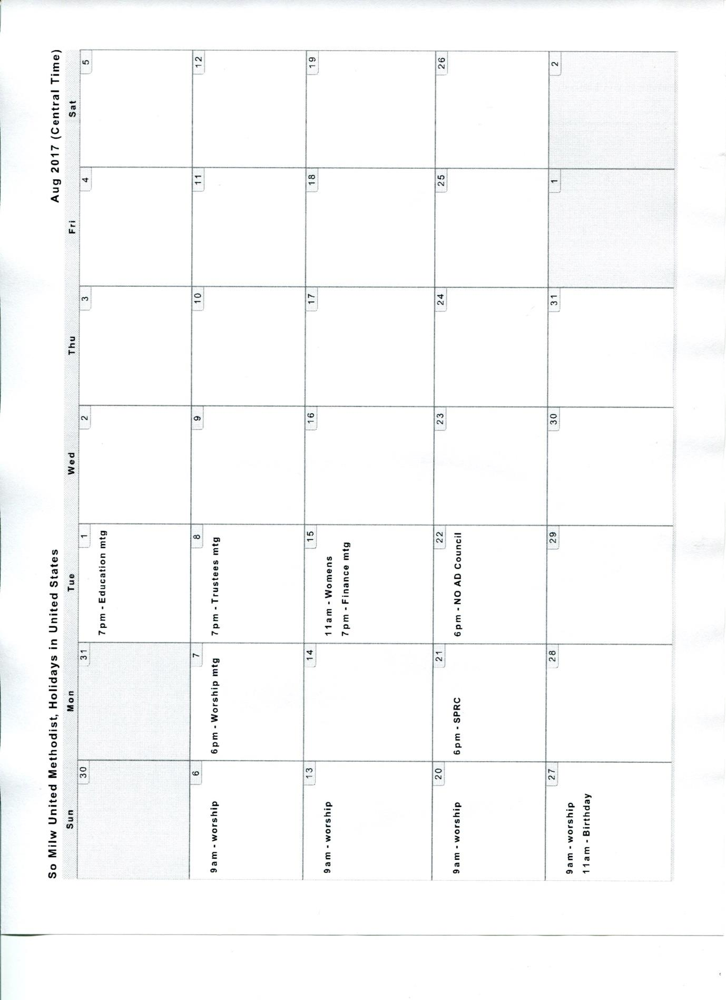 So Milw United Methodist, Holidays in United States
Aug 2017 (Central Time)
Sun Mon Tue Wed Thu Fri Sat
30 31 1 2 3 4 5
7pm - Education mtg
6 7 8 9 10 11 12
9am - worship
6pm - Worship mtg
7pm - Trustees mtg
13 14 15 16 17 18 19
9am - worship
11am - Womens
7pm - Finance mtg
20 21 22 23 24 25 26
9am - worship
6pm - SPRC
6pm - NO AD Council
27 28 29 30 31 1 2
9am - worship
11am - Birthday